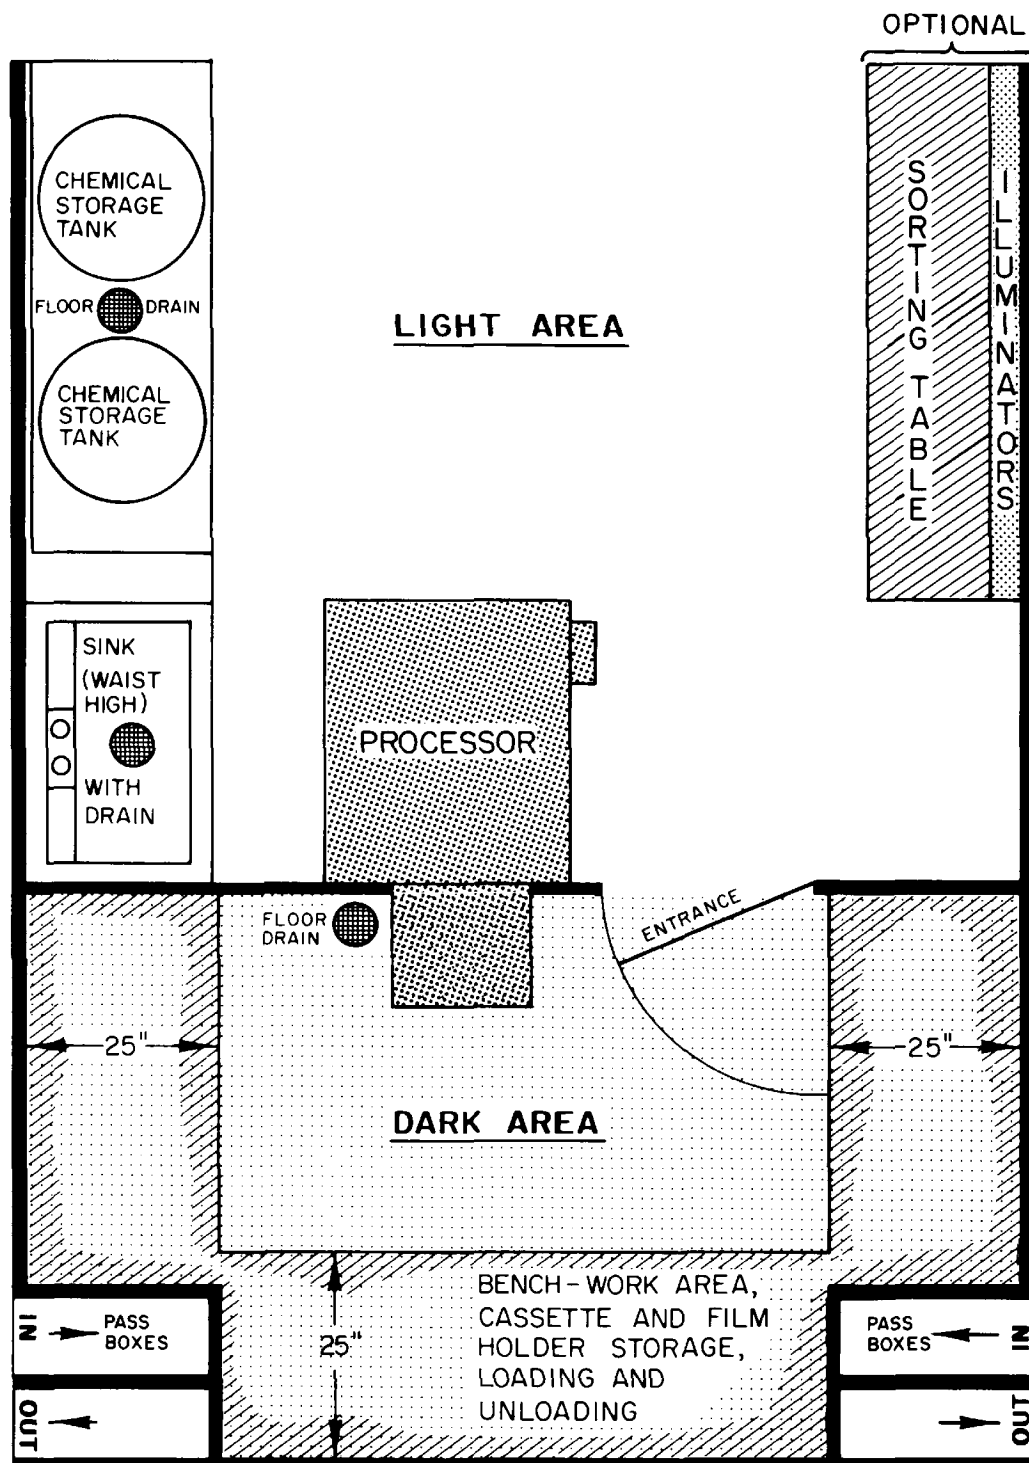 OPTIONAL
CHEMICAL
STORAGE
TANK
FLOOR DRAIN
CHEMICAL
STORAGE
TANK
LIGHT AREA
SORTING TABLE
ILLUMINATORS
SINK
(WAIST
HIGH)
WITH
DRAIN
PROCESSOR
FLOOR
DRAIN
ENTRANCE
25"
25"
DARK AREA
25"
BENCH-WORK AREA,
CASSETTE AND FILM
HOLDER STORAGE,
LOADING AND
UNLOADING
IN
PASS
BOXES
OUT
PASS
BOXES
IN
OUT